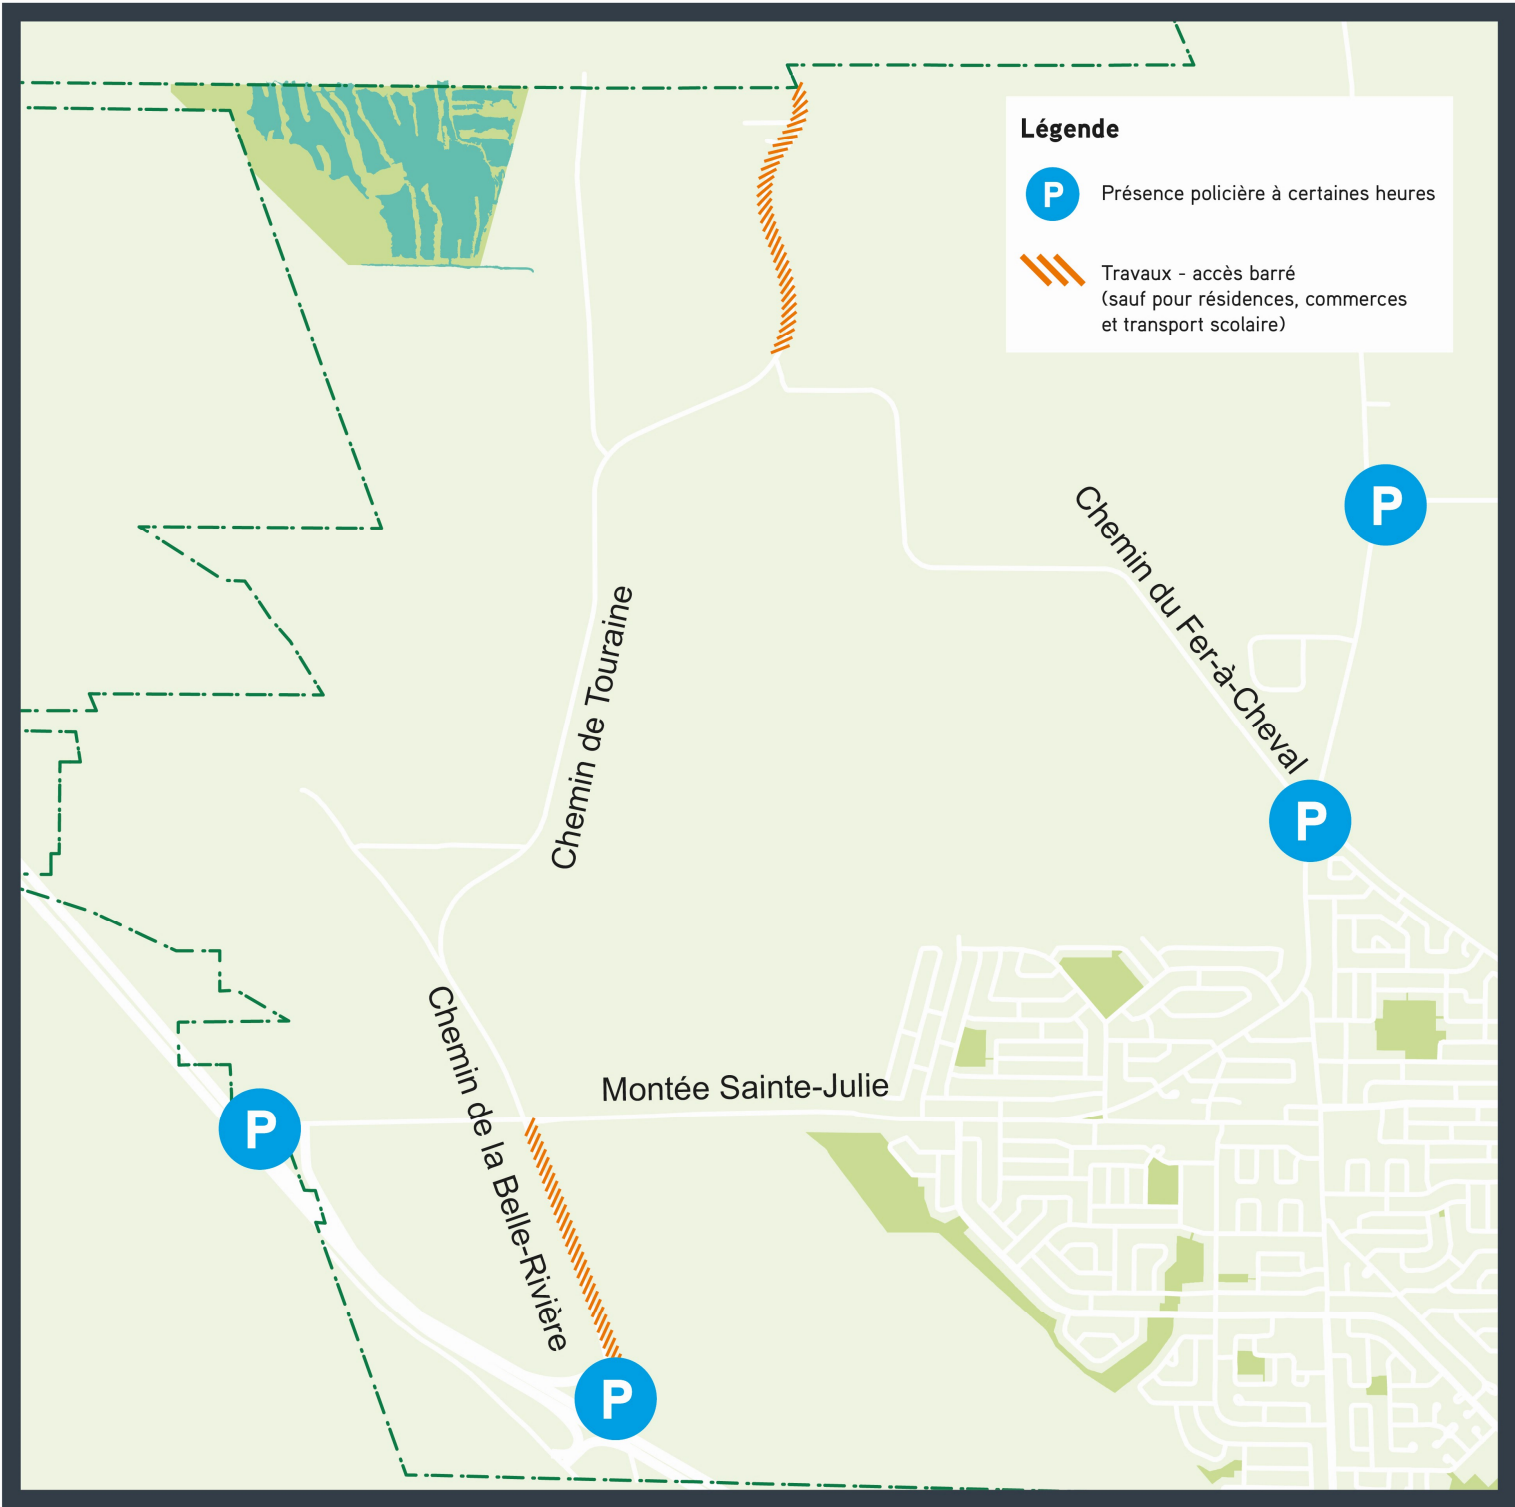 Légende
P
Présence policière à certaines heures
Travaux - accès barré
(sauf pour résidences, commerces
et transport scolaire)
P
Chemin du Fer-à-Cheval
Chemin de Touraine
P
Chemin de la Belle-Rivière
Montée Sainte-Julie
P
P